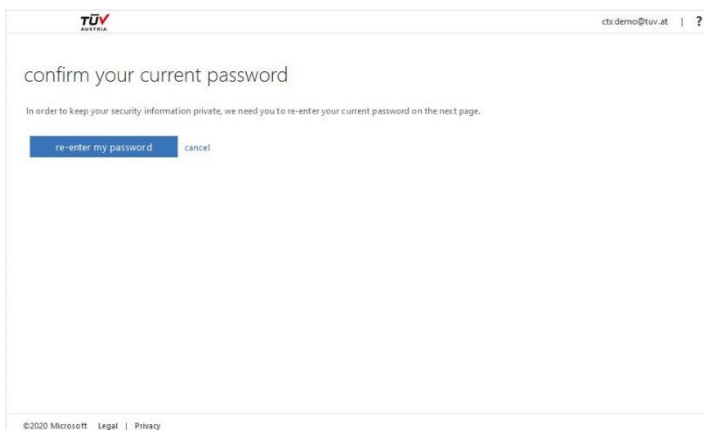 TÜV
AUSTRIA
ctxdemo@tuv.at | ?
confirm your current password
In order to keep your security information private, we need you to re-enter your current password on the next page.
re-enter my password cancel
©2020 Microsoft Legal | Privacy